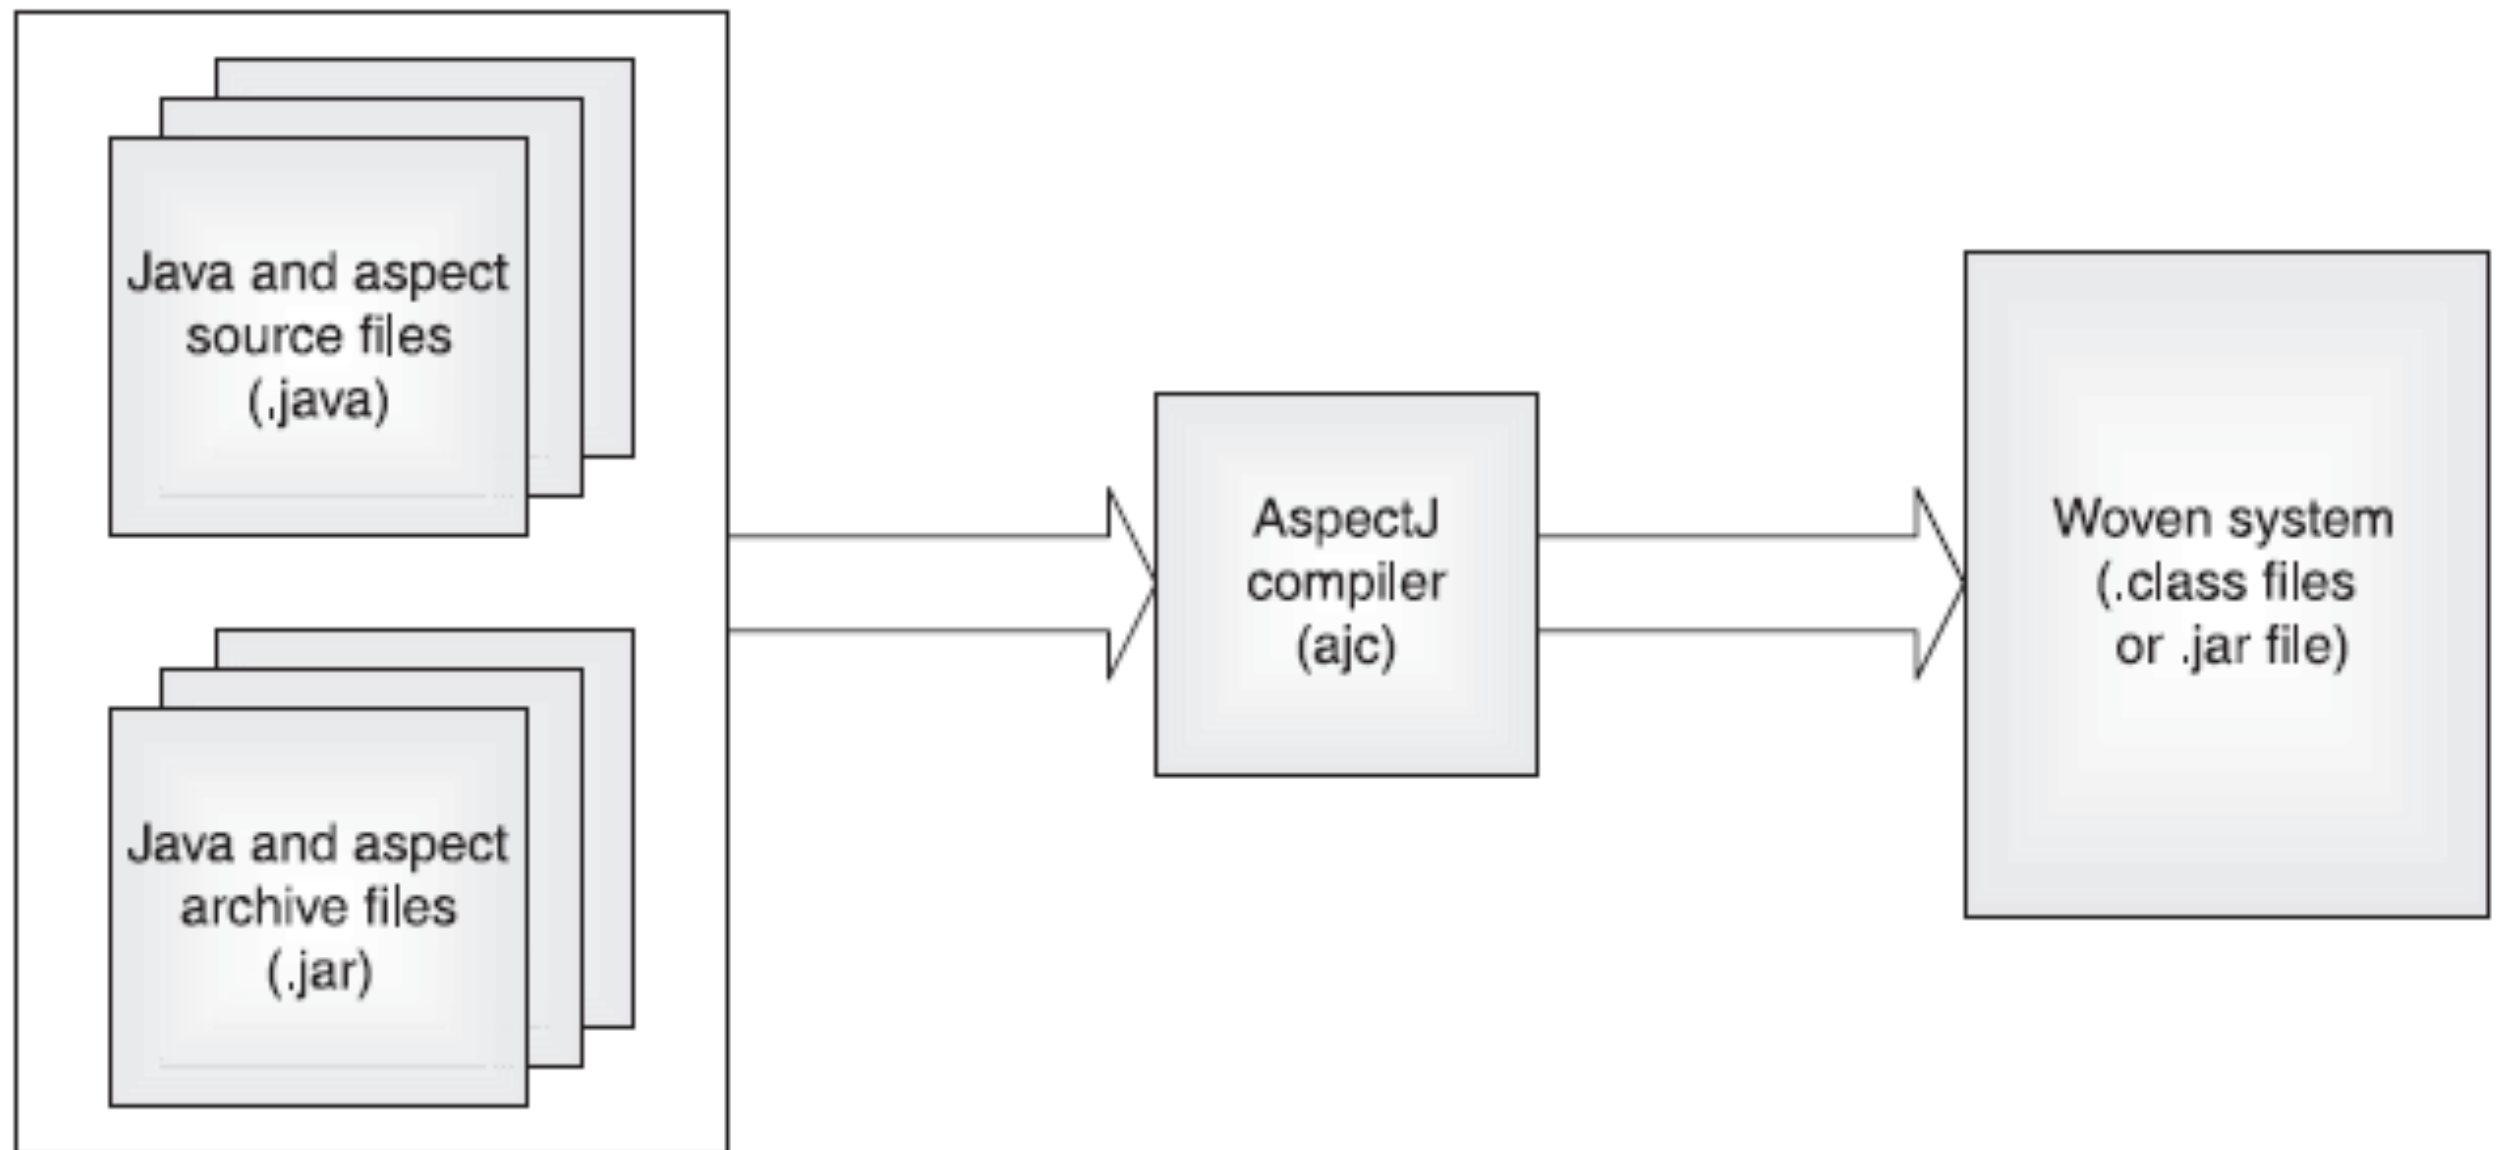 Java and aspect
source files
(.java)
Java and aspect
archive files
(.jar)
AspectJ
compiler
(ajc)
Woven system
(.class files
or .jar file)